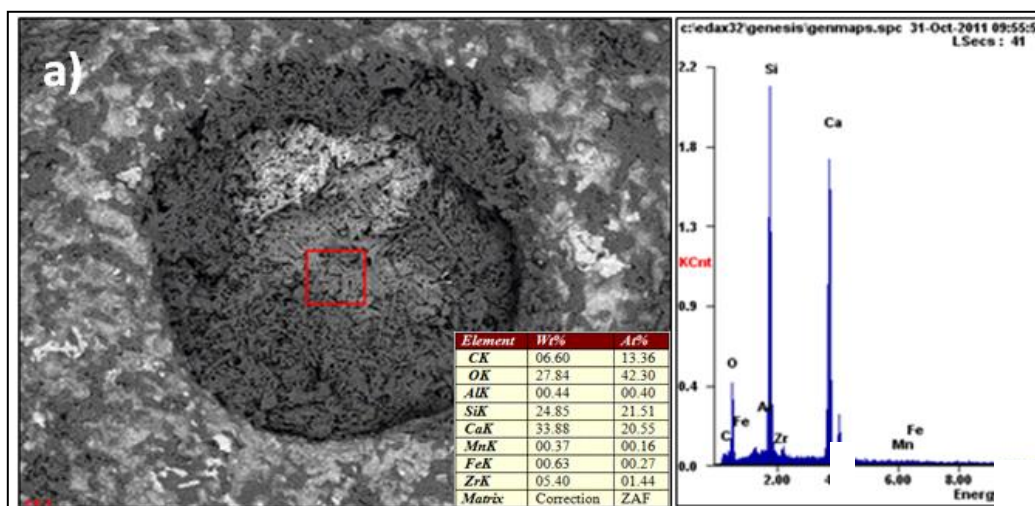 a)
Element Wt% At%
CK 06.60 13.36
OK 27.84 42.30
AlK 00.44 00.40
SiK 24.85 21.51
CaK 33.88 20.55
MnK 00.37 00.16
FeK 00.63 00.27
ZrK 05.40 01.44
Matrix Correction ZAF
c:\edax32\genesis\genmaps.spc 31-Oct-2011 09:55:5
LSecs : 41
2.2
Si
1.8
Ca
1.3
KCnt
0.9
O
0.4
A
Fe
C
Zr
Fe
Mn
0.0
2.00 4 6.00 8.00
Energ